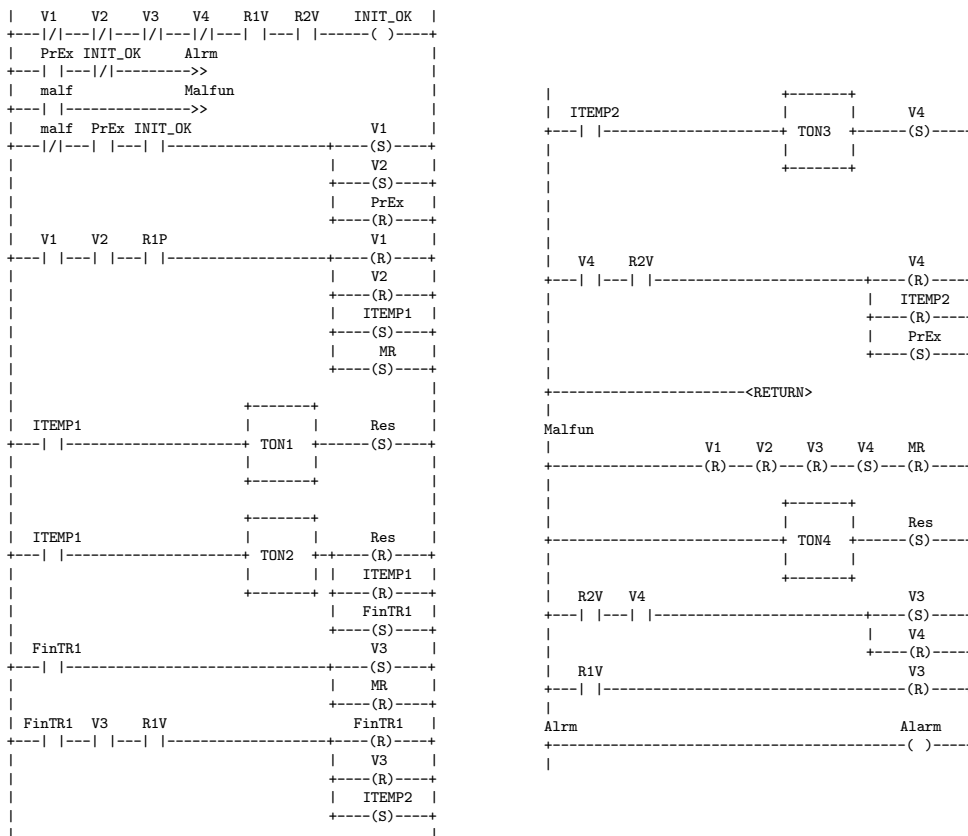 V1 V2 V3 V4 R1V R2V INIT_OK
+---|/|---|/|---|/|---|/|---| |---| |------( )----+
PrEx INIT_OK Alrm
+---| |---|/|--------->>
malf Malfun
+---| |--------------->>
malf PrEx INIT_OK V1
+---|/|---| |---| |-------------------+----(S)----+
V2
+----(S)----+
PrEx
+----(R)----+
V1 V2 R1P V1
+---| |---| |---| |-------------------+----(R)----+
V2
+----(R)----+
ITEMP1
+----(S)----+
MR
+----(S)----+
ITEMP1 Res
+---| |---------------------+ TON1 +------(S)----+
ITEMP1 Res
+---| |---------------------+ TON2 +-+----(R)----+
ITEMP1
+----(R)----+
FinTR1
+----(S)----+
FinTR1 V3
+---| |-------------------------------+----(S)----+
MR
+----(R)----+
FinTR1 V3 R1V FinTR1
+---| |---| |---| |-------------------+----(R)----+
V3
+----(R)----+
ITEMP2
+----(S)----+
ITEMP2 V4
+---| |---------------------+ TON3 +------(S)-----
V4 R2V V4
+---| |---| |-------------------------+----(R)-----
ITEMP2
+----(R)-----
PrEx
+----(S)-----
+-----------------------<RETURN>
Malfun
V1 V2 V3 V4 MR
+------------------(R)---(R)---(R)---(S)---(R)-----
Res
+---------------------------+ TON4 +------(S)-----
R2V V4 V3
+---| |---| |-------------------------+----(S)-----
V4
+----(R)-----
R1V V3
+---| |------------------------------------(R)-----
Alrm Alarm
+------------------------------------------( )-----